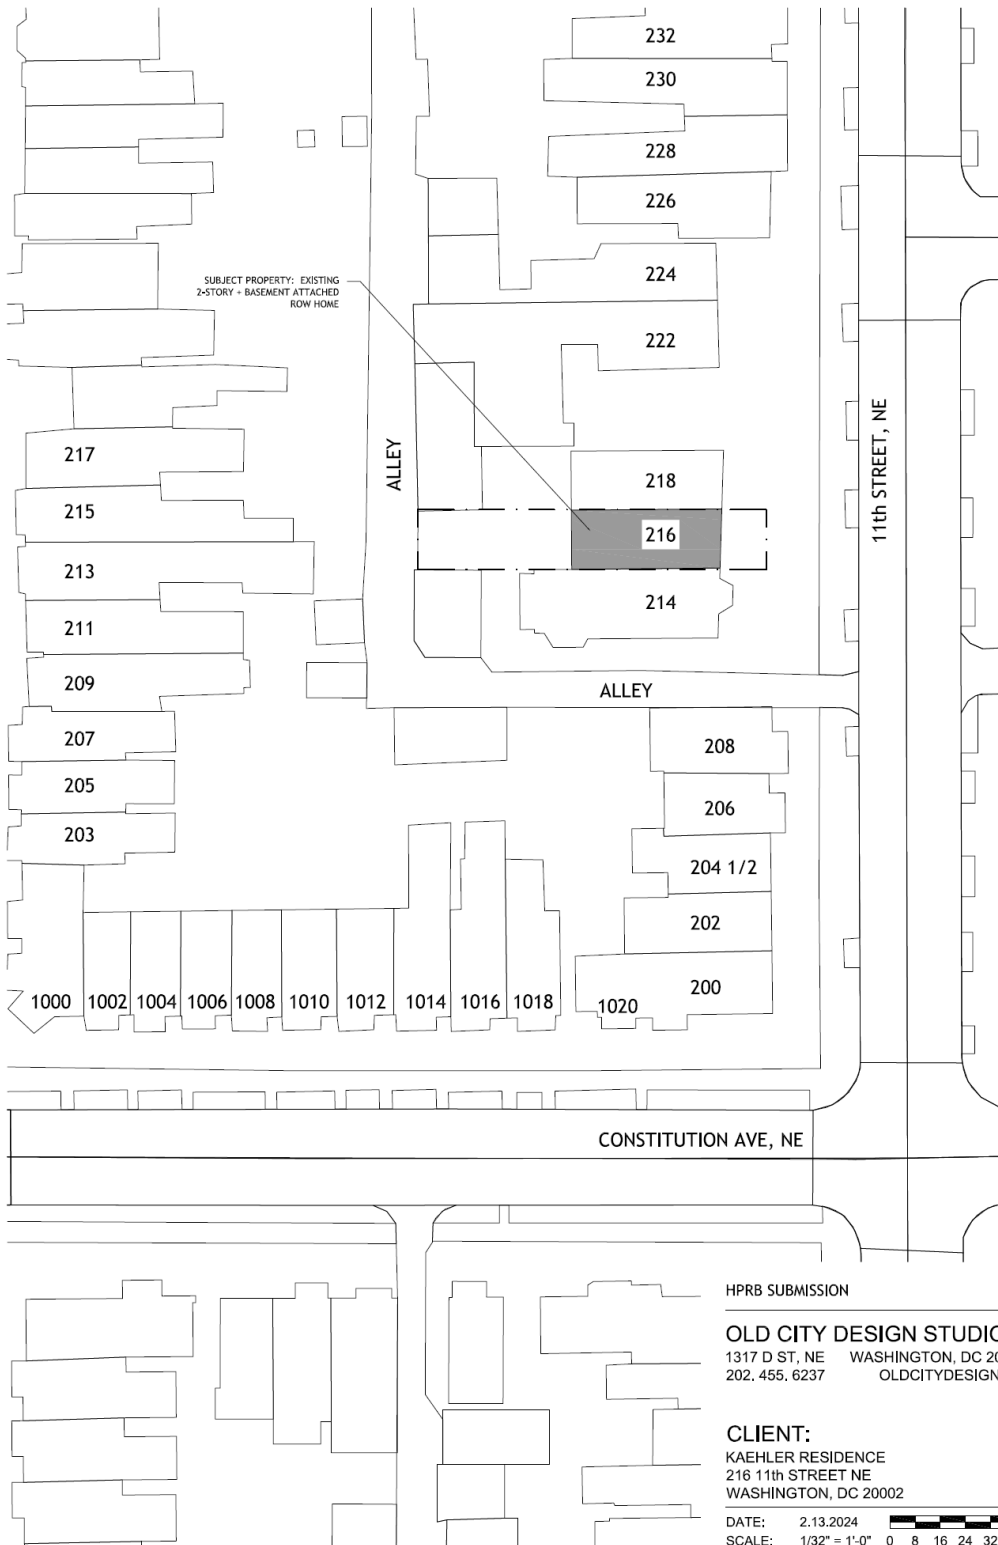 232
230
228
226
224
SUBJECT PROPERTY: EXISTING
2-STORY + BASEMENT ATTACHED
ROW HOME
222
11th STREET, NE
ALLEY
217
218
215
216
213
214
211
209
ALLEY
207
208
205
206
203
204 1/2
202
200
1000
1002
1004
1006
1008
1010
1012
1014
1016
1018
1020
CONSTITUTION AVE, NE
HPRB SUBMISSION
OLD CITY DESIGN STUDIO
1317 D ST, NE WASHINGTON, DC 20
202. 455. 6237 OLDCITYDESIGN
CLIENT:
KAEHLER RESIDENCE
216 11th STREET NE
WASHINGTON, DC 20002
DATE: 2.13.2024
SCALE: 1/32" = 1'-0" 0 8 16 24 32